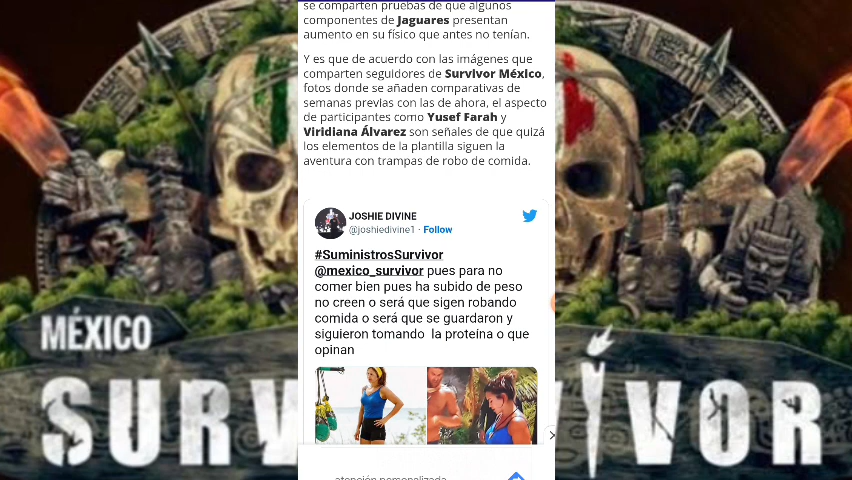 se comparten pruebas de que algunos
componentes de Jaguares presentan
aumento en su físico que antes no tenían.
Y es que de acuerdo con las imágenes que
comparten seguidores de Survivor México,
fotos donde se añaden comparativas de
semanas previas con las de ahora, el aspecto
de participantes como Yusef Farah y
Viridiana Álvarez son señales de que quizá
los elementos de la plantilla siguen la
aventura con trampas de robo de comida.
JOSHIE DIVINE
@joshiedivine1 · Follow
#SuministrosSurvivor
@mexico_survivor pues para no
comer bien pues ha subido de peso
no creen o será que sigen robando
comida o será que se guardaron y
siguieron tomando la proteína o que
opinan
atención personalizada
MÉXICO
SURV
IVOR